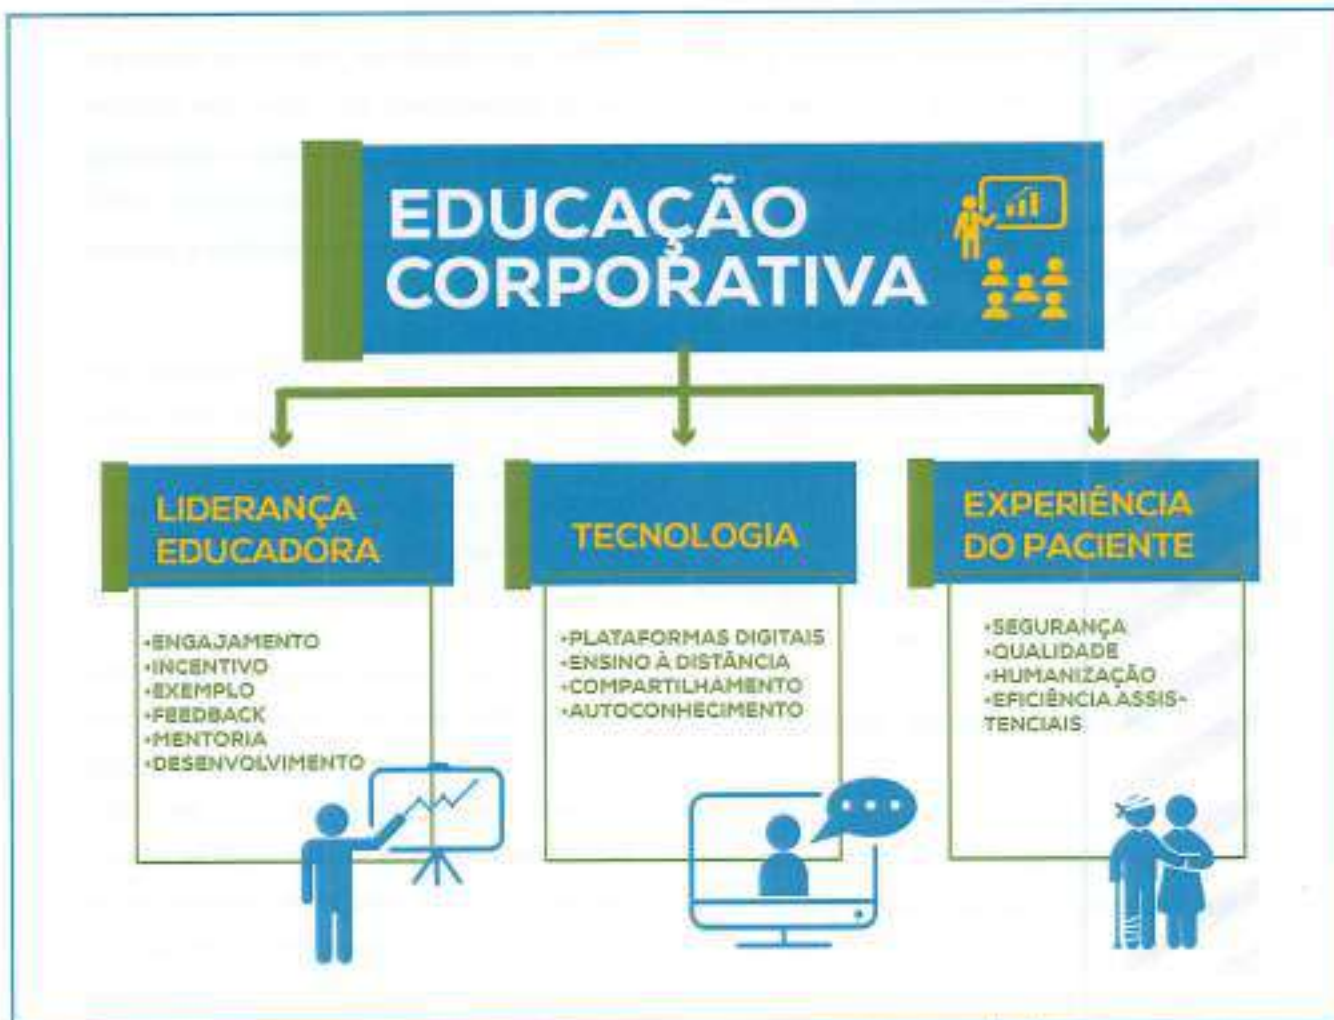 EDUCAÇÃO
CORPORATIVA
LIDERANÇA
EDUCADORA
•ENGAJAMENTO
•INCENTIVO
•EXEMPLO
•FEEDBACK
•MENTORIA
•DESENVOLVIMENTO
TECNOLOGIA
•PLATAFORMAS DIGITAIS
•ENSINO À DISTÂNCIA
•COMPARTILHAMENTO
•AUTOCONHECIMENTO
EXPERIÊNCIA
DO PACIENTE
•SEGURANÇA
•QUALIDADE
•HUMANIZAÇÃO
•EFICIÊNCIA ASSIS-
TENCIAIS